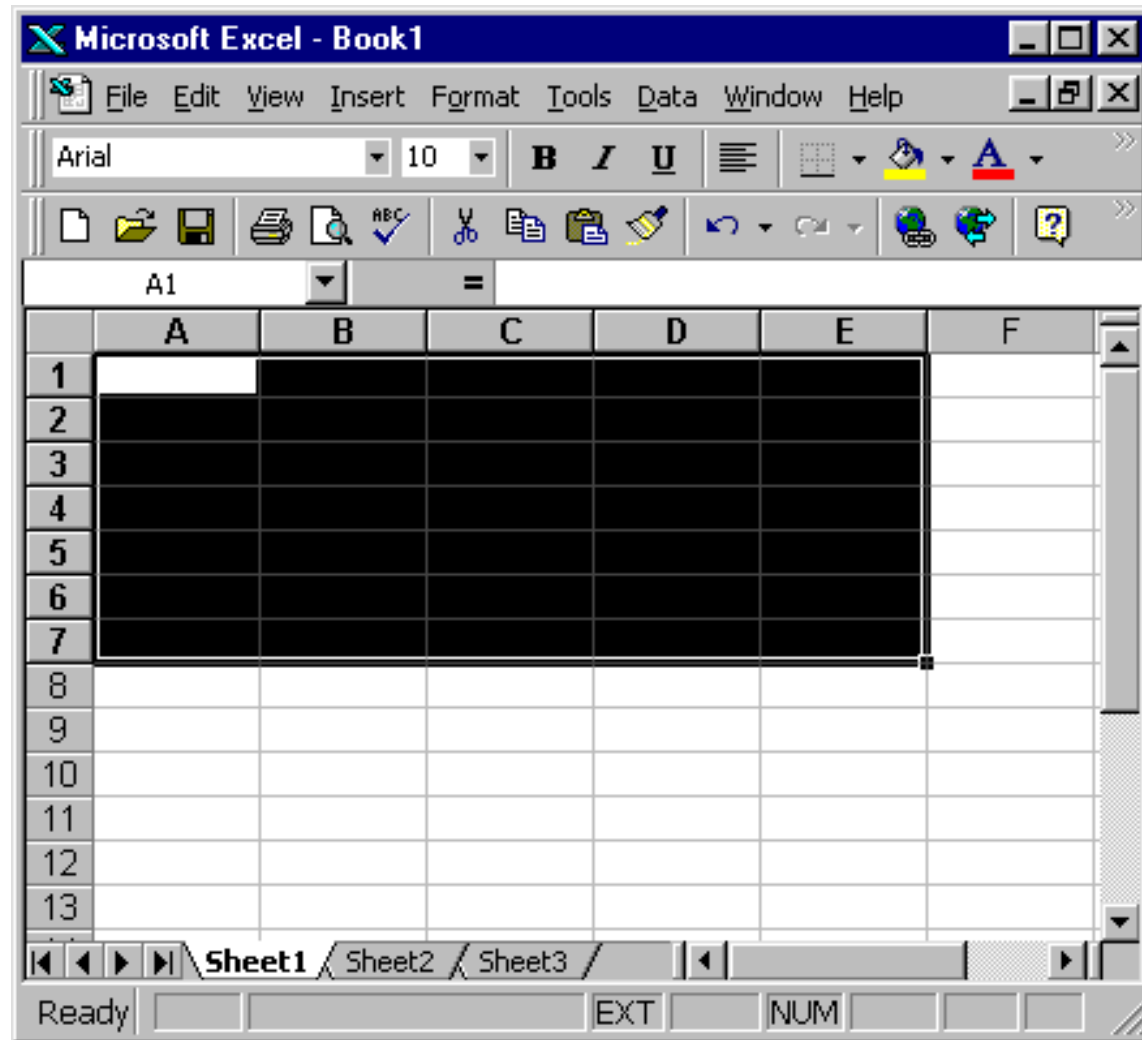 Microsoft Excel - Book1
File Edit View Insert Format Tools Data Window Help
Arial 10 B I U A
ABC
A1 =
A B C D E F
1
2
3
4
5
6
7
8
9
10
11
12
13
Sheet1 Sheet2 Sheet3
Ready EXT NUM